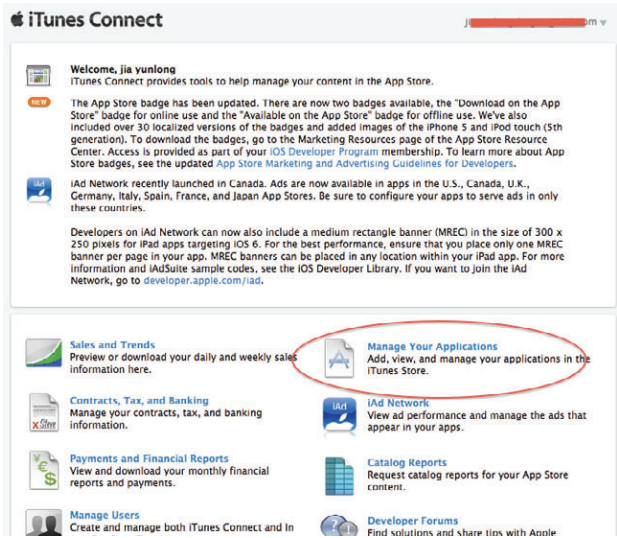 iTunes Connect
Welcome, jia yunlong
iTunes Connect provides tools to help manage your content in the App Store.
NEW
The App Store badge has been updated. There are now two badges available, the "Download on the App
Store" badge for online use and the "Available on the App Store" badge for offline use. We've also
included over 30 localized versions of the badges and added images of the iPhone 5 and iPod touch (5th
generation). To download the badges, go to the Marketing Resources page of the App Store Resource
Center. Access is provided as part of your iOS Developer Program membership. To learn more about App
Store badges, see the updated App Store Marketing and Advertising Guidelines for Developers.
iAd
iAd Network recently launched in Canada. Ads are now available in apps in the U.S., Canada, U.K.,
Germany, Italy, Spain, France, and Japan App Stores. Be sure to configure your apps to serve ads in only
these countries.
Developers on iAd Network can now also include a medium rectangle banner (MREC) in the size of 300 x
250 pixels for iPad apps targeting iOS 6. For the best performance, ensure that you place only one MREC
banner per page in your app. MREC banners can be placed in any location within your iPad app. For more
information and iAdSuite sample codes, see the iOS Developer Library. If you want to join the iAd
Network, go to developer.apple.com/iad.
Sales and Trends
Preview or download your daily and weekly sales
information here.
Manage Your Applications
Add, view, and manage your applications in the
iTunes Store.
Contracts, Tax, and Banking
Manage your contracts, tax, and banking
information.
iAd
iAd Network
View ad performance and manage the ads that
appear in your apps.
Payments and Financial Reports
View and download your monthly financial
reports and payments.
Catalog Reports
Request catalog reports for your App Store
content.
Manage Users
Create and manage both iTunes Connect and In
Developer Forums
Find solutions and share tips with Apple